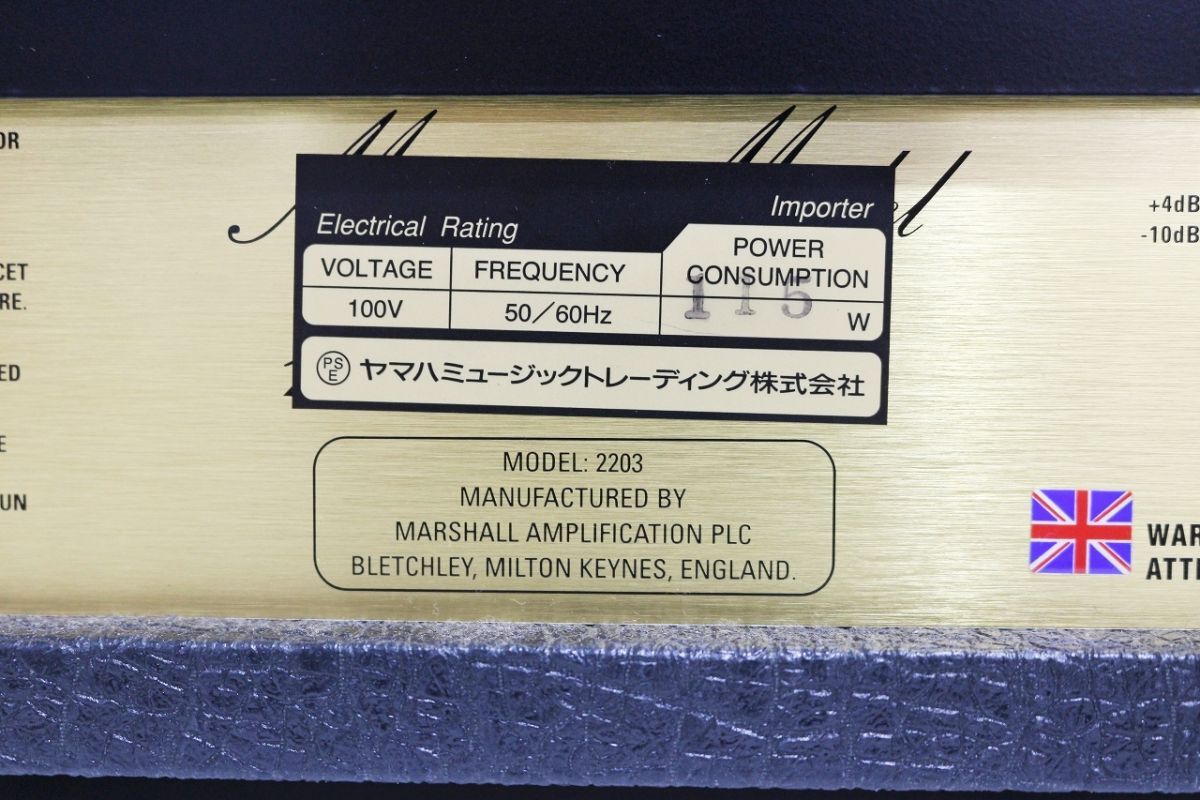 OR
CET
RE.
ED
E
UN
Electrical Rating
Importer
VOLTAGE
FREQUENCY
POWER CONSUMPTION
100V
50/60Hz
115 W
PSE ヤマハミュージックトレーディング株式会社
MODEL: 2203
MANUFACTURED BY
MARSHALL AMPLIFICATION PLC
BLETCHLEY, MILTON KEYNES, ENGLAND.
+4dB
-10dB
WAR
ATTE